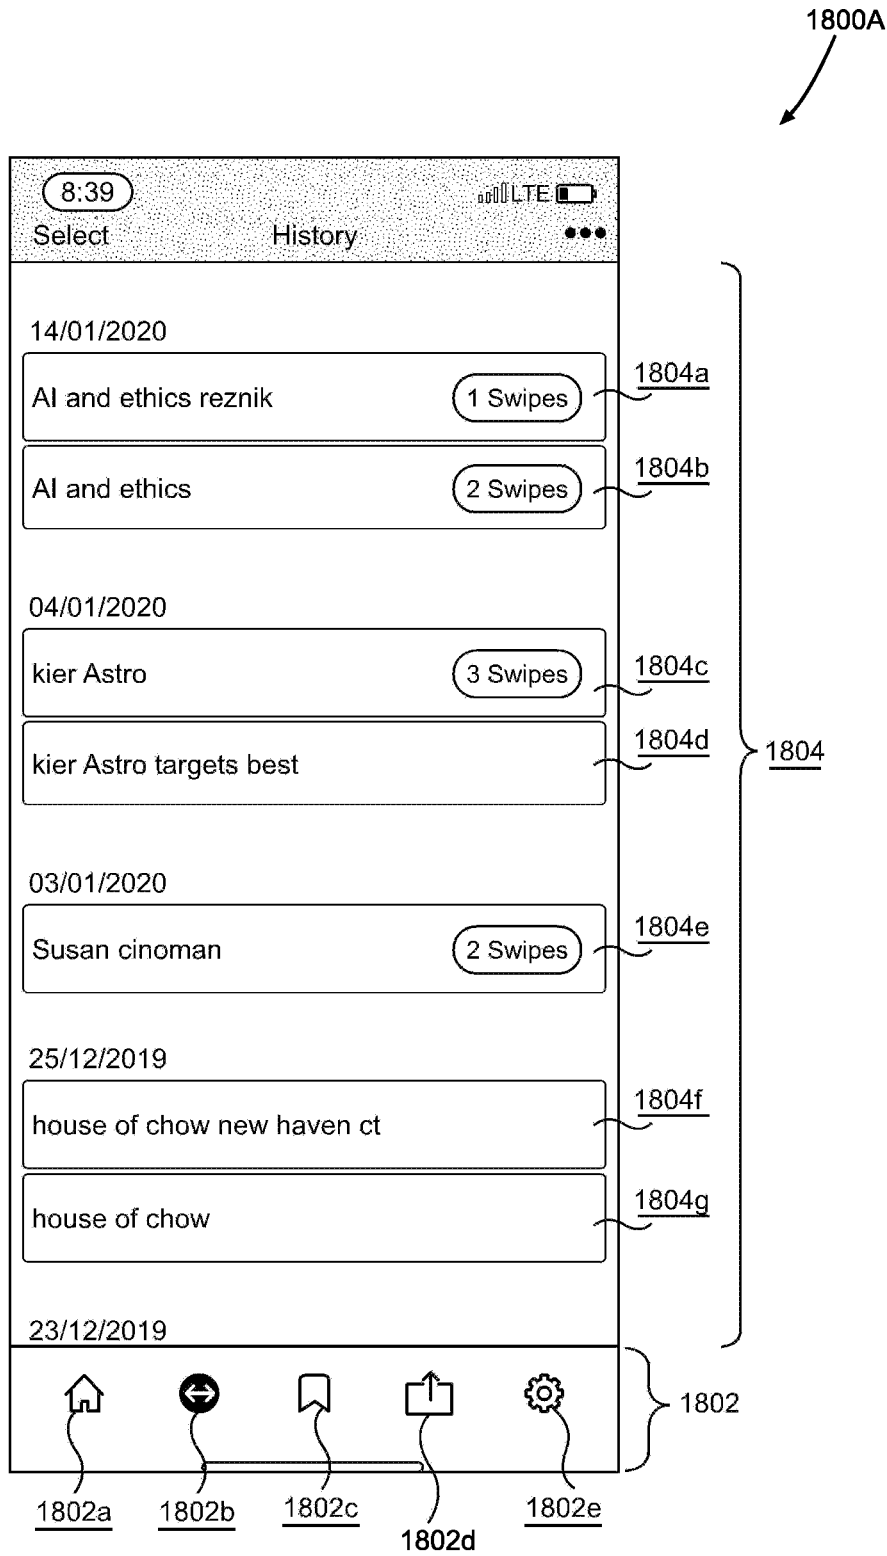 1800A
8:39 LTE
Select History •••
14/01/2020
AI and ethics reznik 1 Swipes 1804a
AI and ethics 2 Swipes 1804b
04/01/2020
kier Astro 3 Swipes 1804c
kier Astro targets best 1804d
1804
03/01/2020
Susan cinoman 2 Swipes 1804e
25/12/2019
house of chow new haven ct 1804f
house of chow 1804g
23/12/2019
1802
1802a 1802b 1802c 1802d 1802e